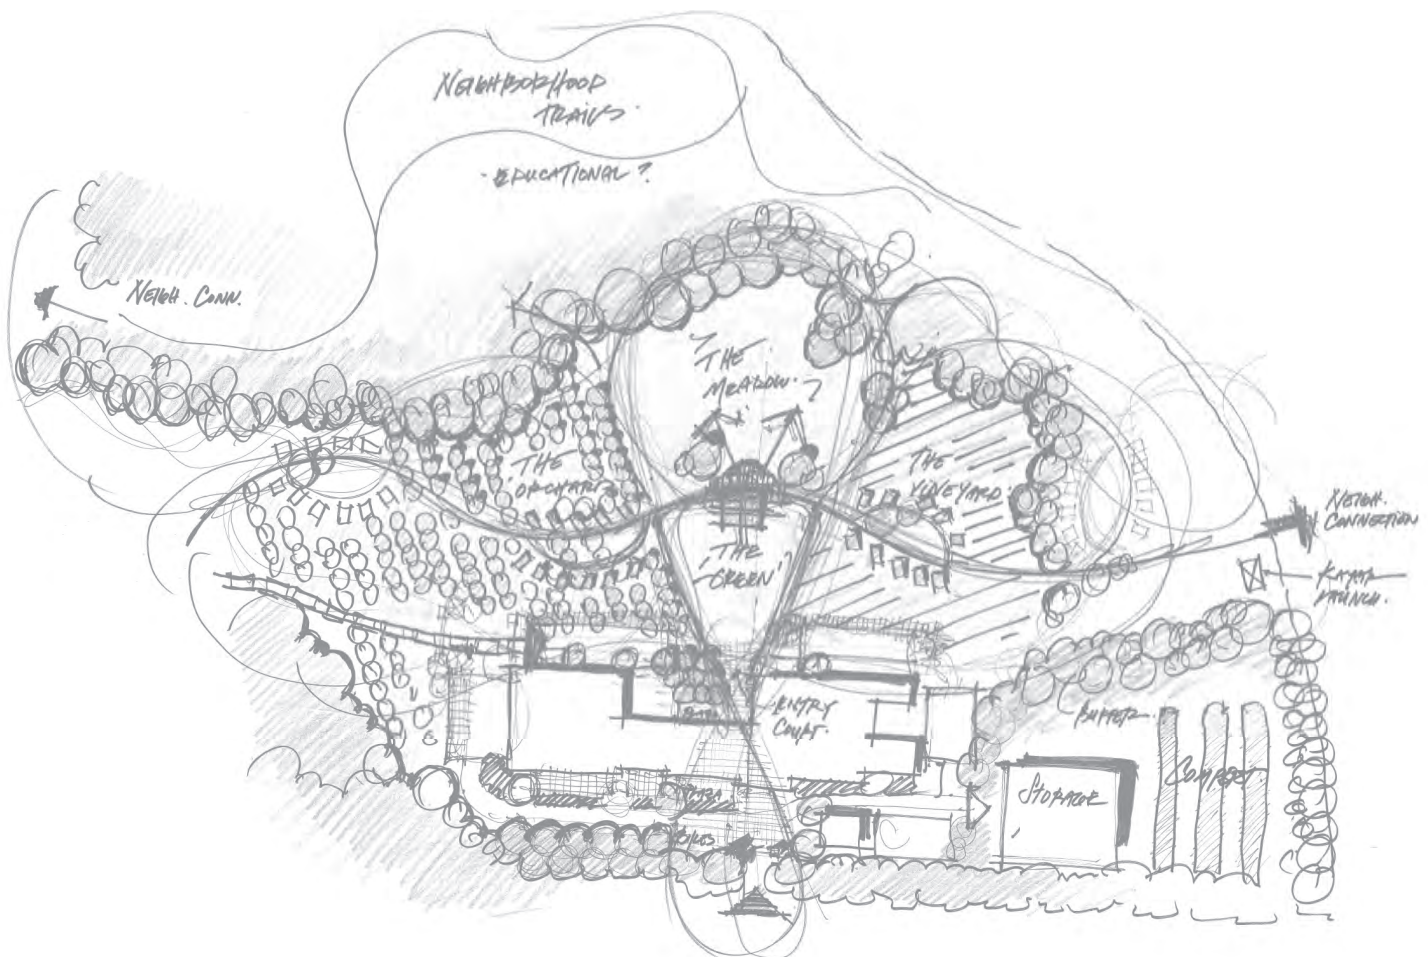 NEIGHBORHOOD
TRAILS.
· EDUCATIONAL ?
NEIGH. CONN.
'THE
MEADOW.'
'THE
ORCHARD'
'THE
VINEYARD.'
NEIGH.
CONNECTION
'THE
GREEN'
KAYAK
LAUNCH.
ENTRY
COURT.
BUFFER.
STORAGE
COMPOST.
BIKES